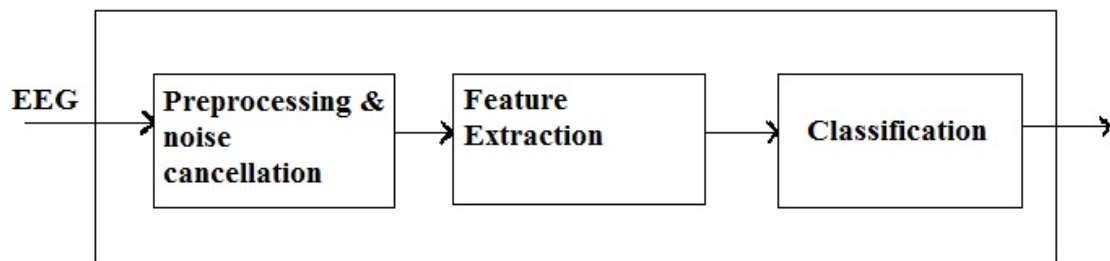 EEG
Preprocessing &
noise
cancellation
Feature
Extraction
Classification